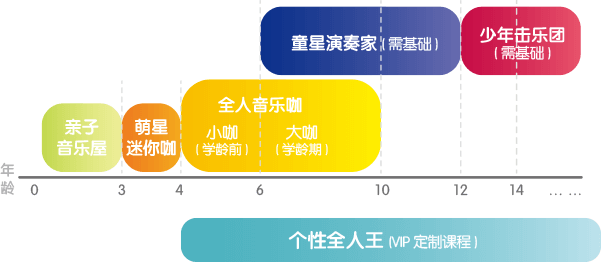 童星演奏家(需基础)
少年击乐团
(需基础)
亲子
音乐屋
萌星
迷你咖
全人音乐咖
小咖
(学龄前)
大咖
(学龄期)
年龄
0 3 4 6 10 12 14 ... ...
个性全人王 (VIP 定制课程)